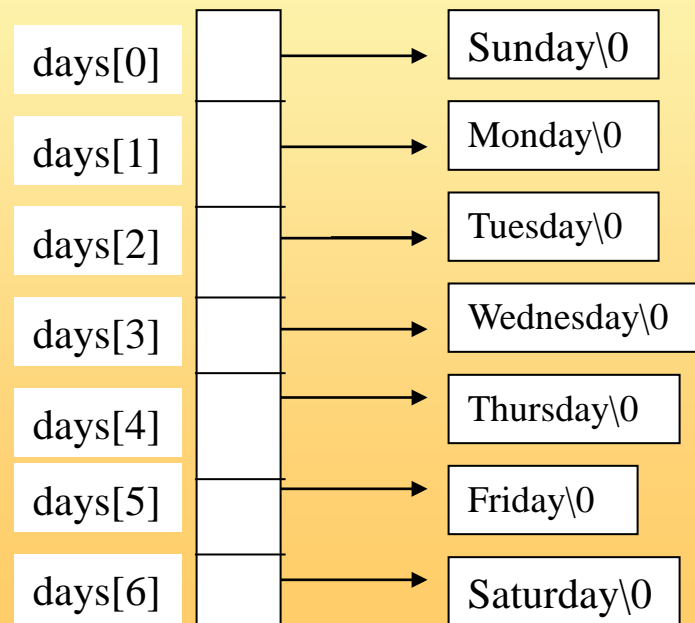 days[0] Sunday\0
days[1] Monday\0
days[2] Tuesday\0
days[3] Wednesday\0
days[4] Thursday\0
days[5] Friday\0
days[6] Saturday\0